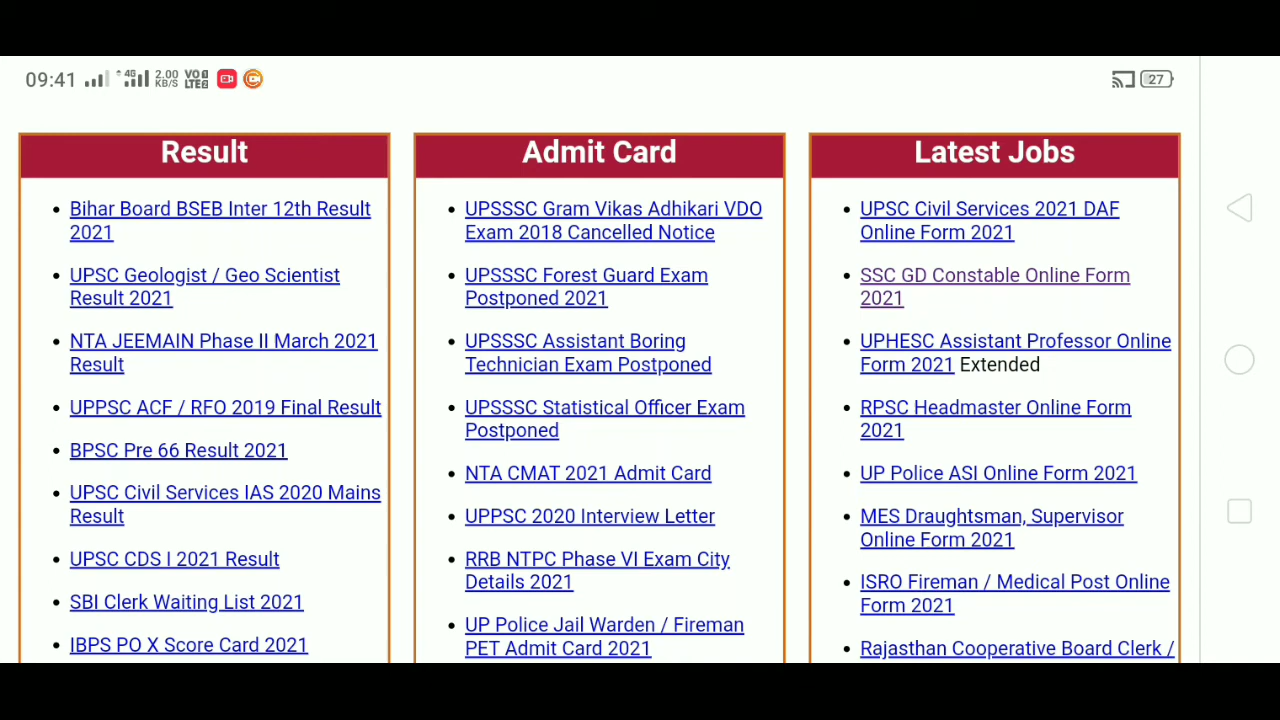 09:41 4G 2.00 KB/S VO 1 LTE 2 27
Result
Bihar Board BSEB Inter 12th Result
2021
UPSC Geologist / Geo Scientist
Result 2021
NTA JEEMAIN Phase II March 2021
Result
UPPSC ACF / RFO 2019 Final Result
BPSC Pre 66 Result 2021
UPSC Civil Services IAS 2020 Mains
Result
UPSC CDS I 2021 Result
SBI Clerk Waiting List 2021
IBPS PO X Score Card 2021
Admit Card
UPSSSC Gram Vikas Adhikari VDO
Exam 2018 Cancelled Notice
UPSSSC Forest Guard Exam
Postponed 2021
UPSSSC Assistant Boring
Technician Exam Postponed
UPSSSC Statistical Officer Exam
Postponed
NTA CMAT 2021 Admit Card
UPPSC 2020 Interview Letter
RRB NTPC Phase VI Exam City
Details 2021
UP Police Jail Warden / Fireman
PET Admit Card 2021
Latest Jobs
UPSC Civil Services 2021 DAF
Online Form 2021
SSC GD Constable Online Form
2021
UPHESC Assistant Professor Online
Form 2021 Extended
RPSC Headmaster Online Form
2021
UP Police ASI Online Form 2021
MES Draughtsman, Supervisor
Online Form 2021
ISRO Fireman / Medical Post Online
Form 2021
Rajasthan Cooperative Board Clerk /